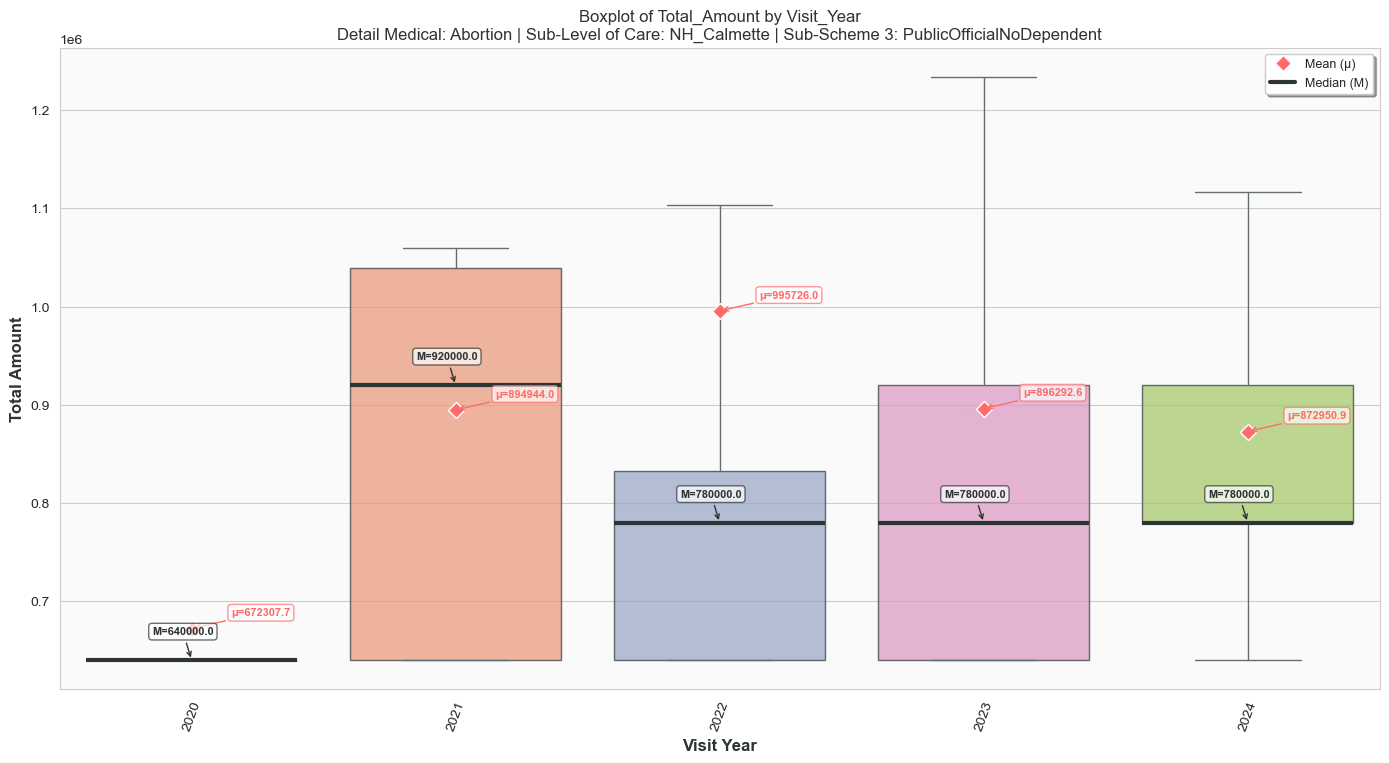 Boxplot of Total_Amount by Visit_Year
Detail Medical: Abortion | Sub-Level of Care: NH_Calmette | Sub-Scheme 3: PublicOfficialNoDependent
1e6
Mean (μ)
Median (M)
1.2
1.1
1.0
0.9
0.8
0.7
Total Amount
μ=672307.7
M=640000.0
M=920000.0
μ=894944.0
μ=995726.0
M=780000.0
μ=896292.6
M=780000.0
μ=872950.9
M=780000.0
2020
2021
2022
2023
2024
Visit Year